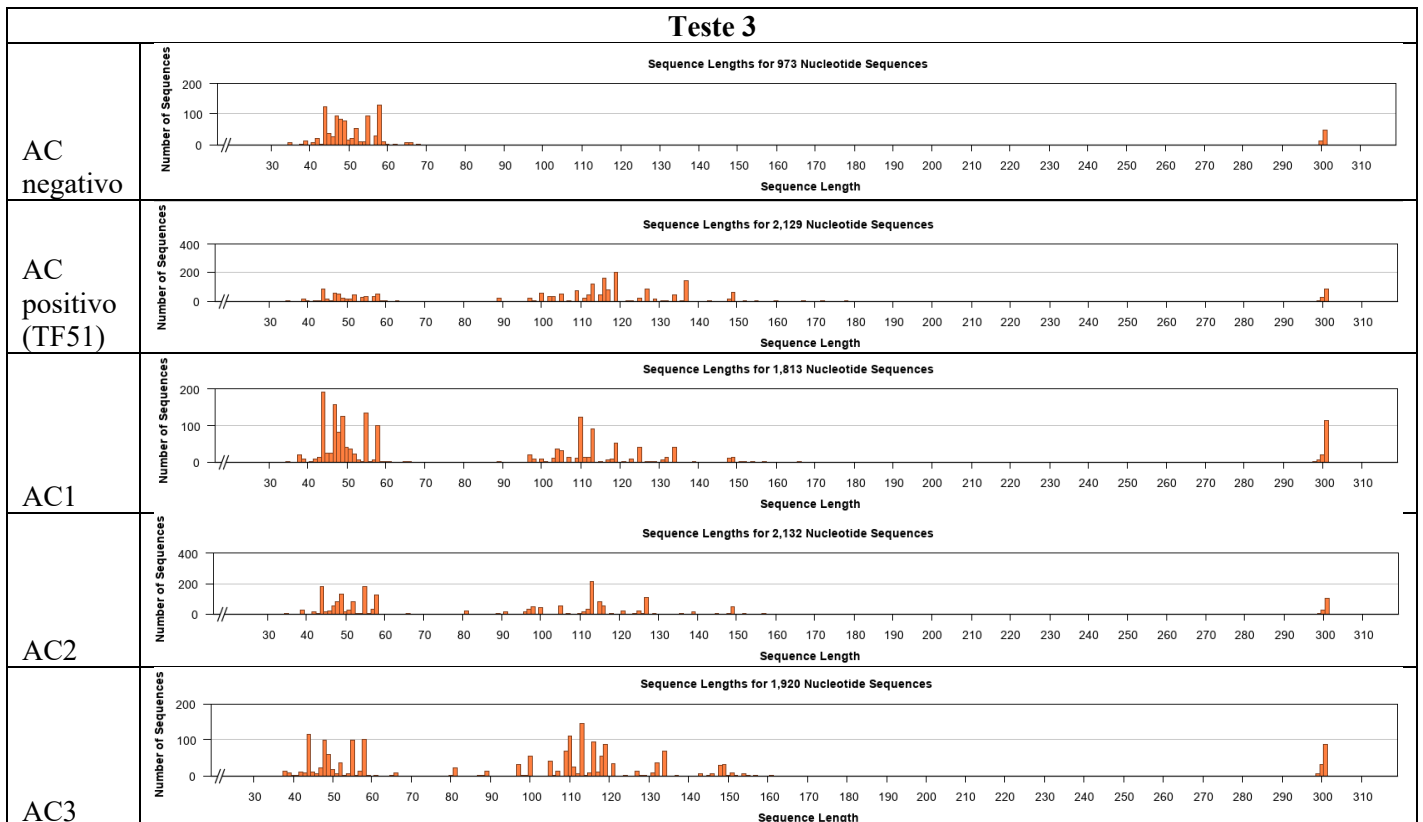 Teste 3
AC negativo
Sequence Lengths for 973 Nucleotide Sequences
Number of Sequences
200
100
0
30 40 50 60 70 80 90 100 110 120 130 140 150 160 170 180 190 200 210 220 230 240 250 260 270 280 290 300 310
Sequence Length
AC positivo (TF51)
Sequence Lengths for 2,129 Nucleotide Sequences
Number of Sequences
400
200
0
30 40 50 60 70 80 90 100 110 120 130 140 150 160 170 180 190 200 210 220 230 240 250 260 270 280 290 300 310
Sequence Length
AC1
Sequence Lengths for 1,813 Nucleotide Sequences
Number of Sequences
200
100
0
30 40 50 60 70 80 90 100 110 120 130 140 150 160 170 180 190 200 210 220 230 240 250 260 270 280 290 300 310
Sequence Length
AC2
Sequence Lengths for 2,132 Nucleotide Sequences
Number of Sequences
400
200
0
30 40 50 60 70 80 90 100 110 120 130 140 150 160 170 180 190 200 210 220 230 240 250 260 270 280 290 300 310
Sequence Length
AC3
Sequence Lengths for 1,920 Nucleotide Sequences
Number of Sequences
200
100
0
30 40 50 60 70 80 90 100 110 120 130 140 150 160 170 180 190 200 210 220 230 240 250 260 270 280 290 300 310
Sequence Length